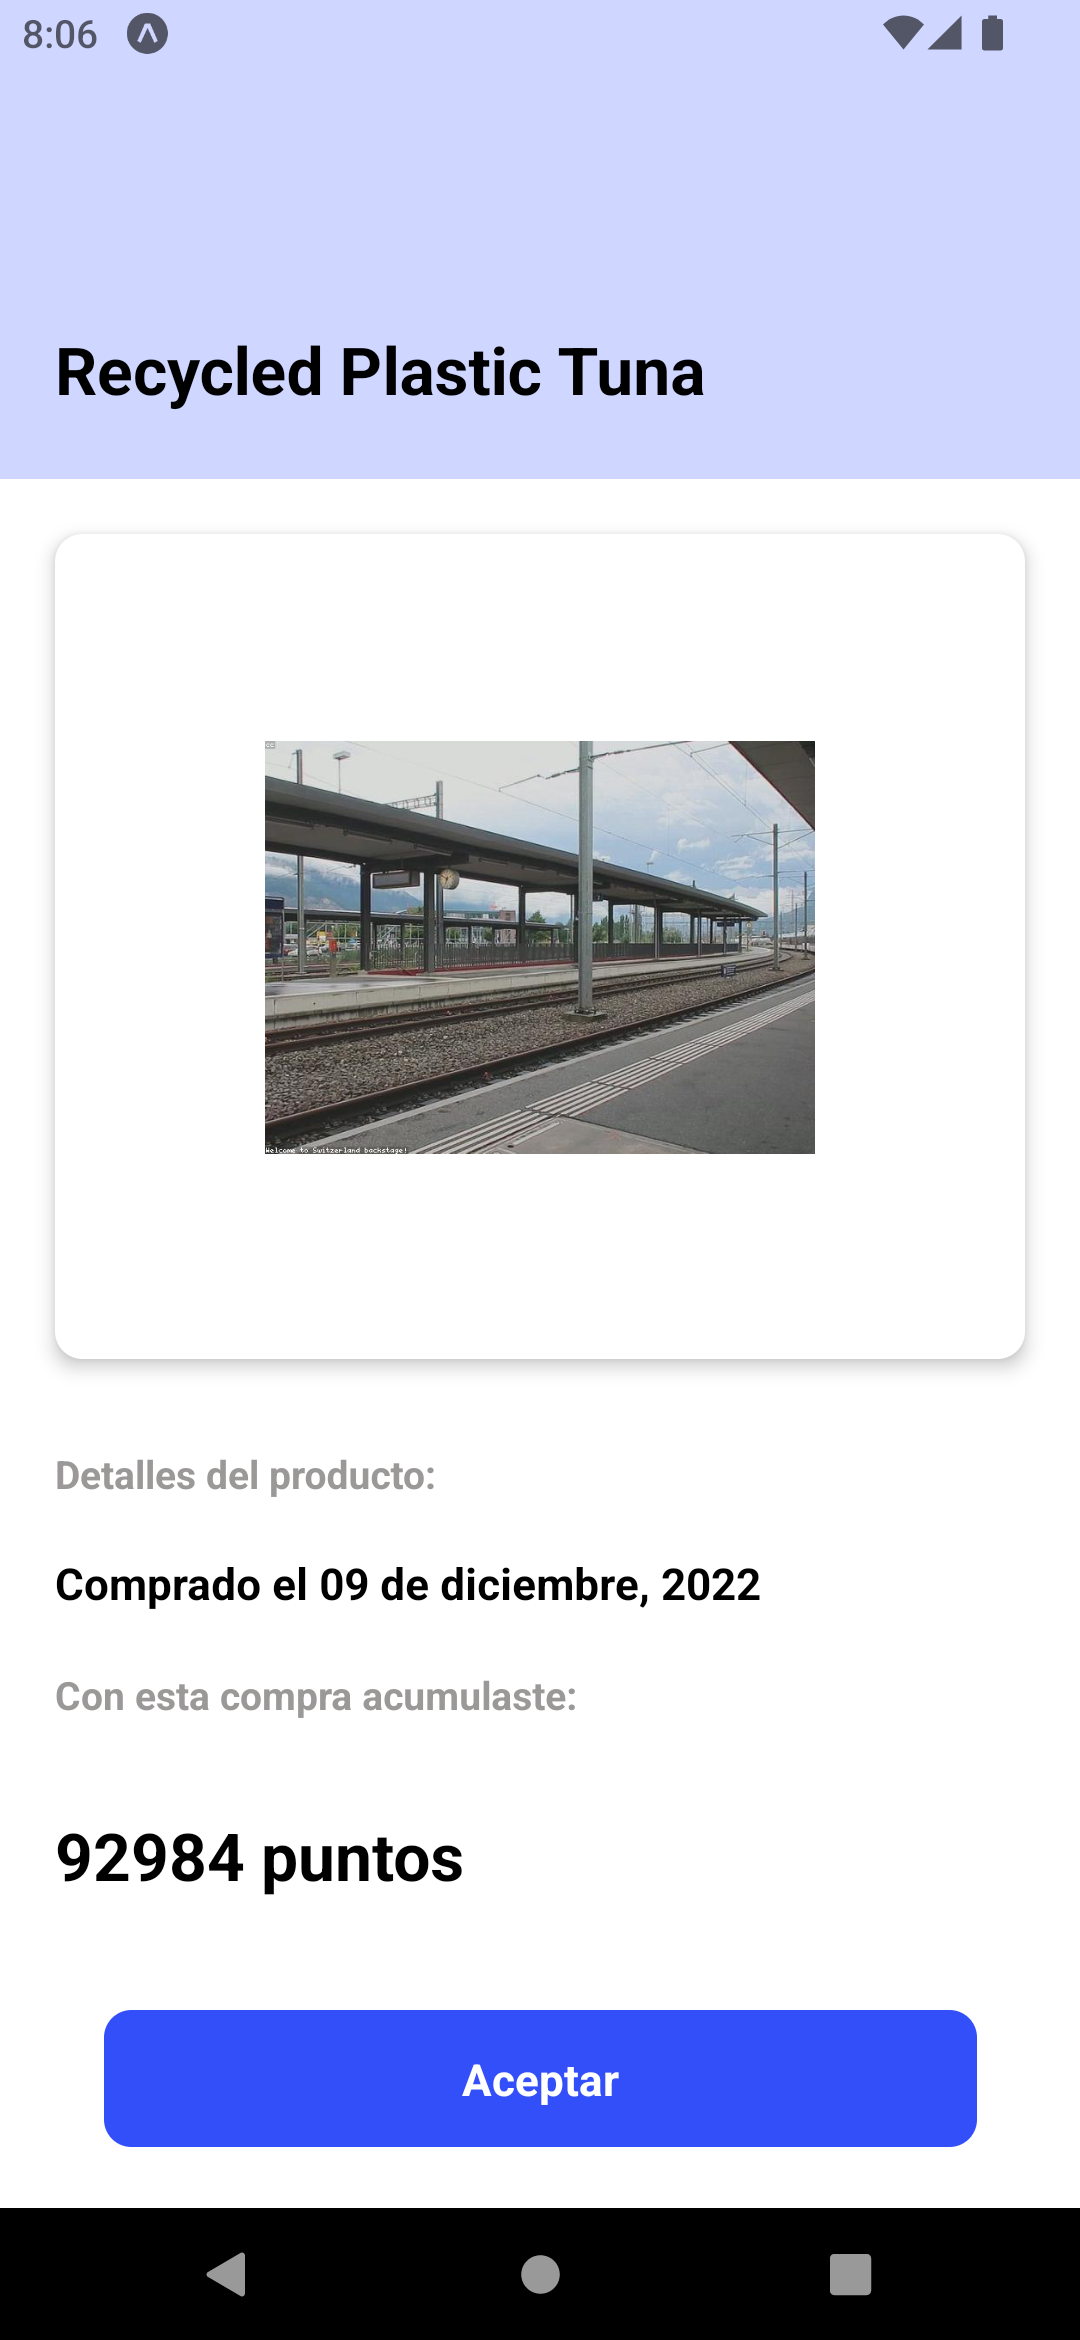 8:06
Recycled Plastic Tuna
cc
Welcome to Switzerland backstage!
Detalles del producto:
Comprado el 09 de diciembre, 2022
Con esta compra acumulaste:
92984 puntos
Aceptar